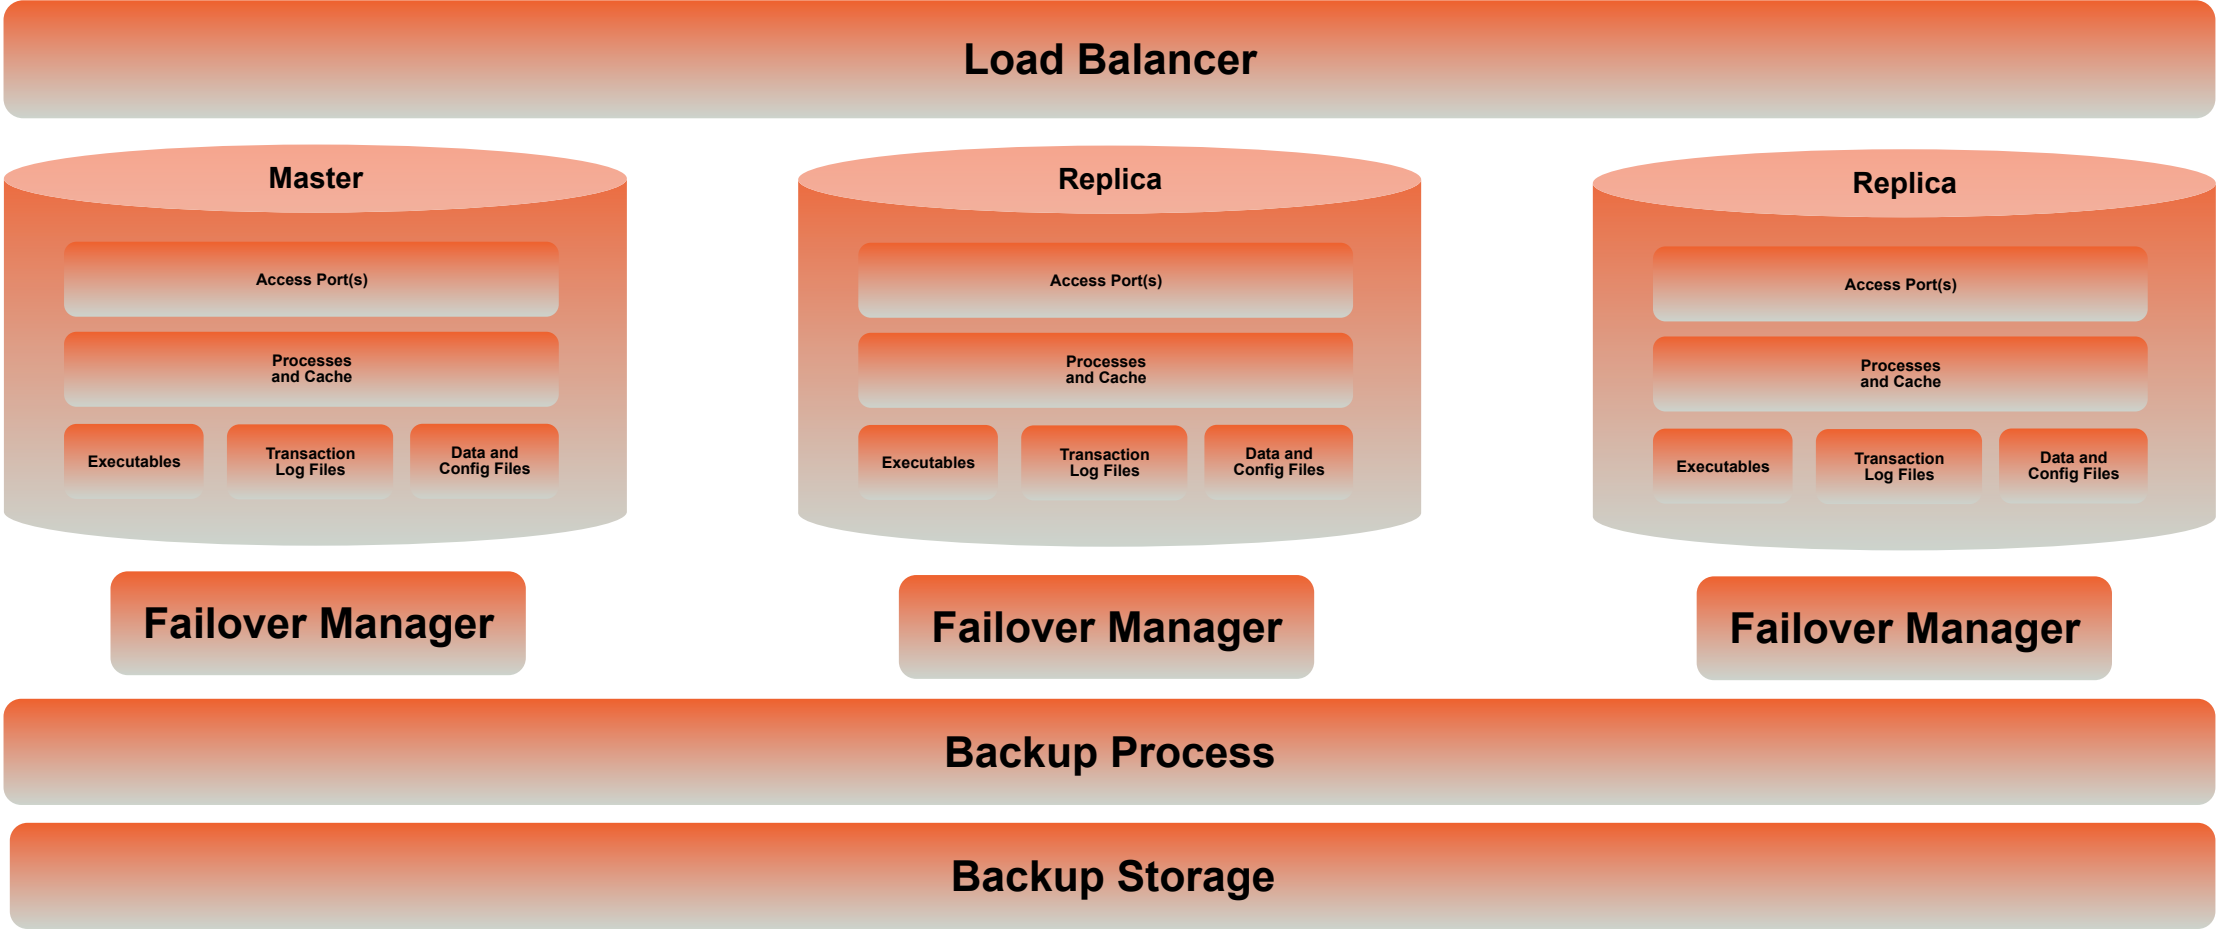 Load Balancer
Master
Access Port(s)
Processes
and Cache
Executables
Transaction
Log Files
Data and
Config Files
Replica
Access Port(s)
Processes
and Cache
Executables
Transaction
Log Files
Data and
Config Files
Replica
Access Port(s)
Processes
and Cache
Executables
Transaction
Log Files
Data and
Config Files
Failover Manager
Failover Manager
Failover Manager
Backup Process
Backup Storage